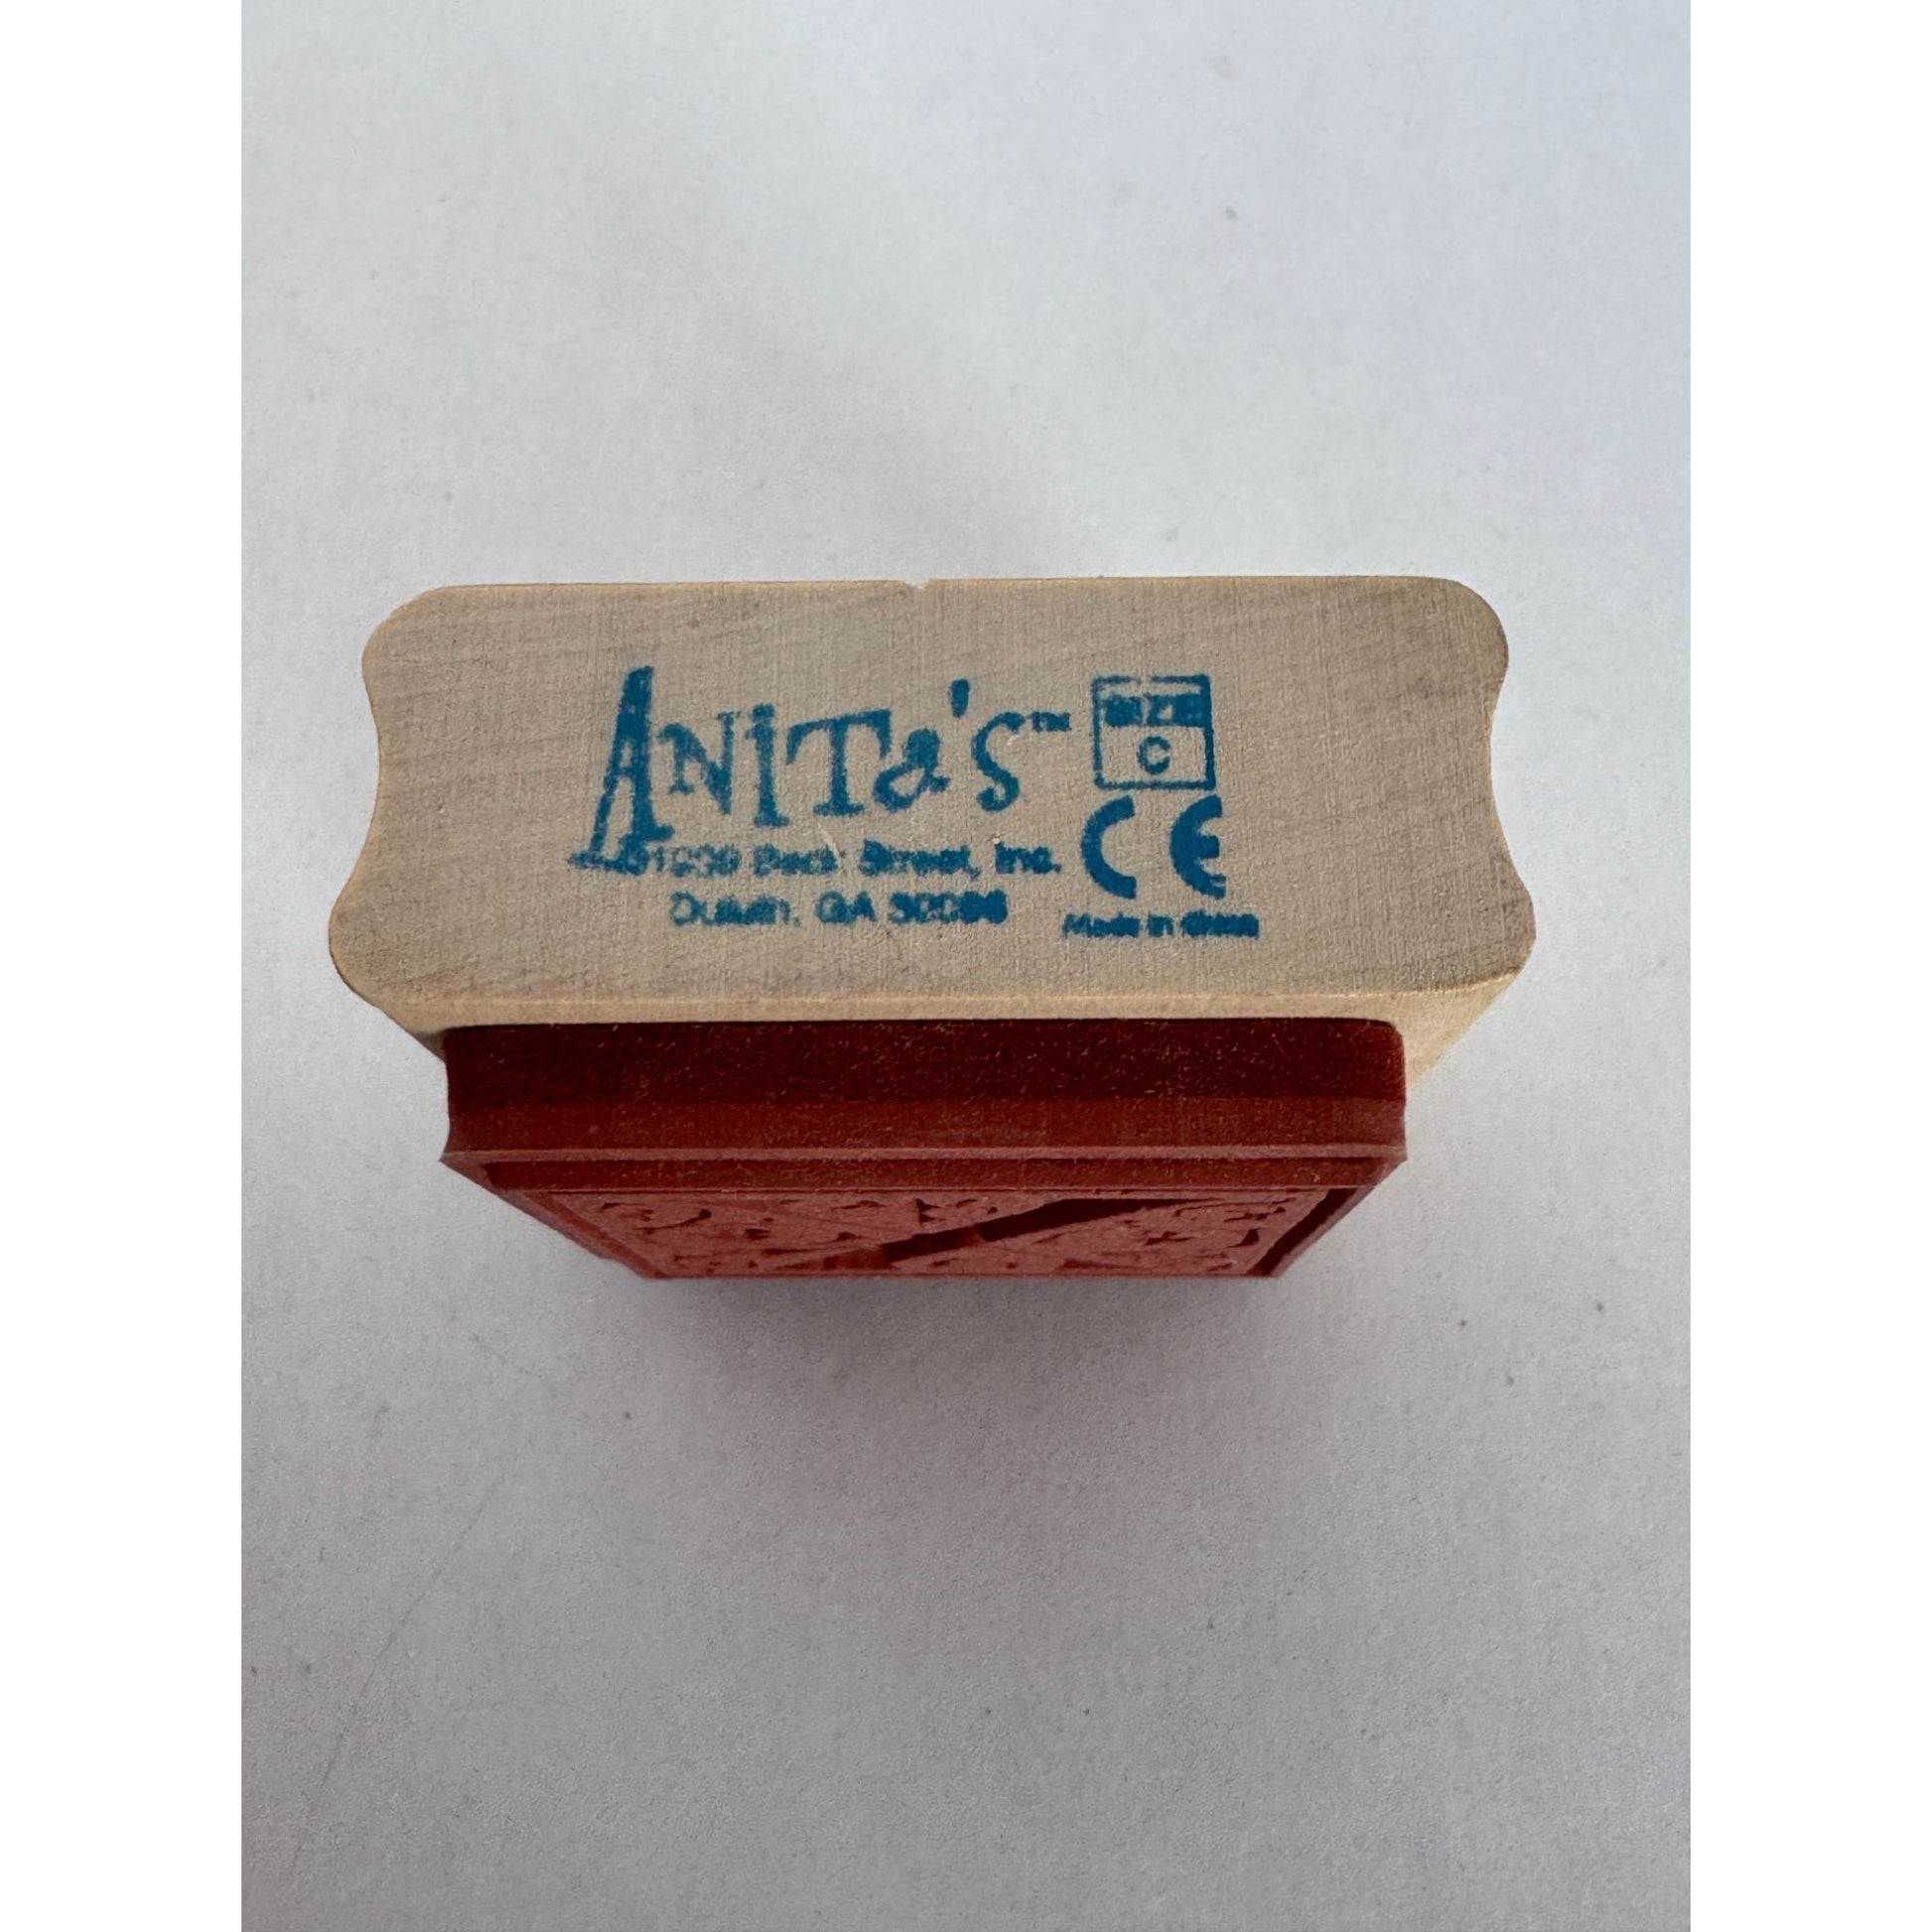 ANITa's™
SIZE
C
CE
1999 Back Street, Inc.
Duluth, GA 30096
Made in China